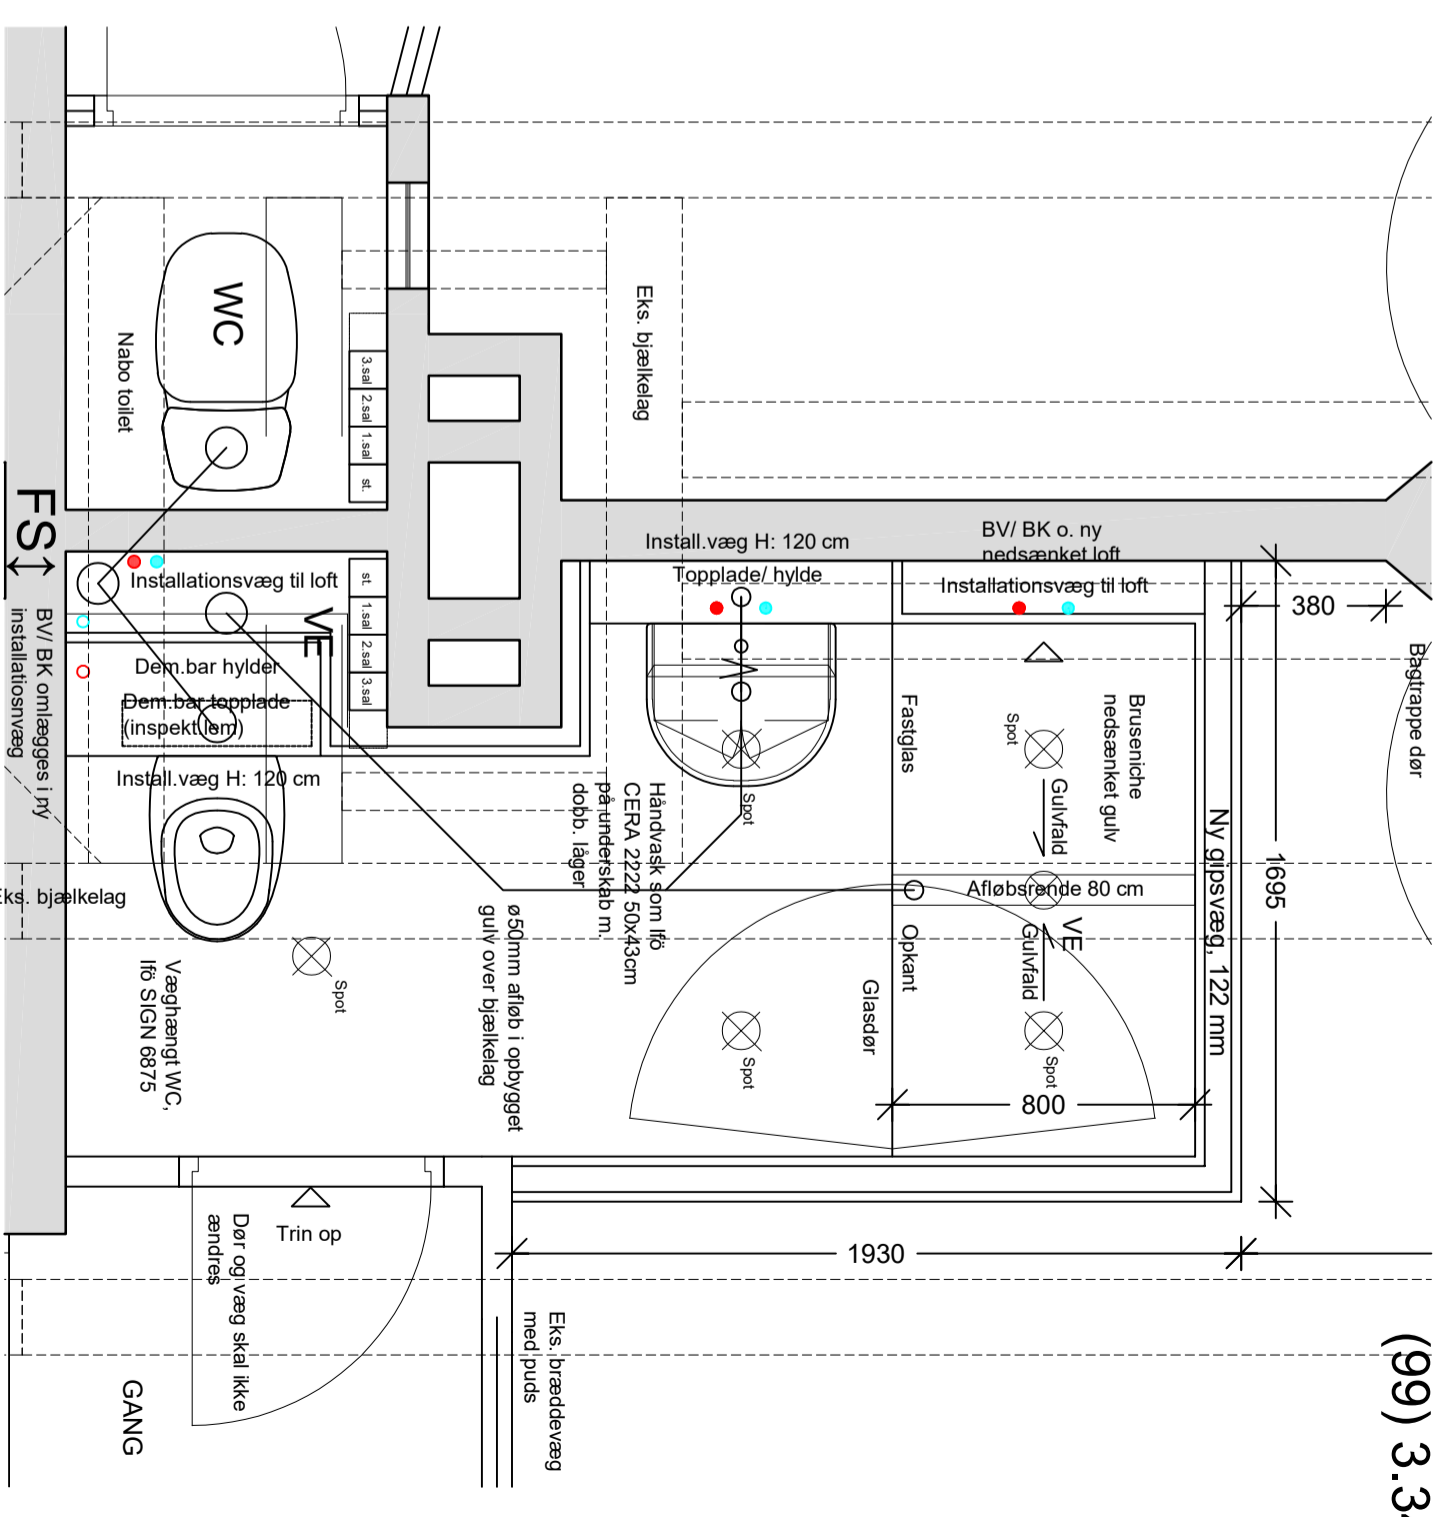 WC
Nabo toilet
3.sal
2.sal
1.sal
st.
Eks. bjælkelag
FS
Install.væg H: 120 cm
Topplade/ hylde
BV/ BK o. ny
nedsænket loft
Installationsvæg til loft
380
Bagtrappe dør
Installationsvæg til loft
VE
st.
1.sal
2.sal
3.sal
Dem.bar hylder
Dem.bar topplade
(inspekt.lem)
Install.væg H: 120 cm
BV/ BK omlægges i ny
installationsnvæg
Eks. bjælkelag
Fastglas
Spot
Bruseniche
nedsænket gulv
Gulvfald
Spot
Håndvask som Ifö
CERA 2222 50x43cm
på underskab m.
dobb. låger
Ny gipsvæg, 122 mm
1695
Afløbsrende 80 cm
VE
Gulvfald
Opkant
Glasdør
ø50mm afløb i opbygget
gulv over bjælkelag
Spot
Væghængt WC,
Ifö SIGN 6875
Spot
Spot
800
Trin op
Dør og væg skal ikke
ændres
1930
Eks. bræddevæg
med puds
GANG
(99) 3.3